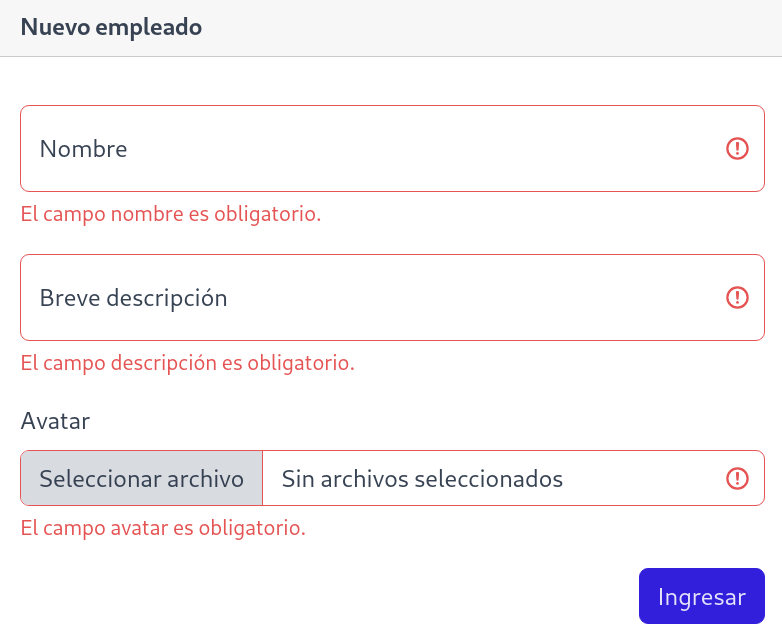 Nuevo empleado
Nombre
El campo nombre es obligatorio.
Breve descripción
El campo descripción es obligatorio.
Avatar
Seleccionar archivo Sin archivos seleccionados
El campo avatar es obligatorio.
Ingresar